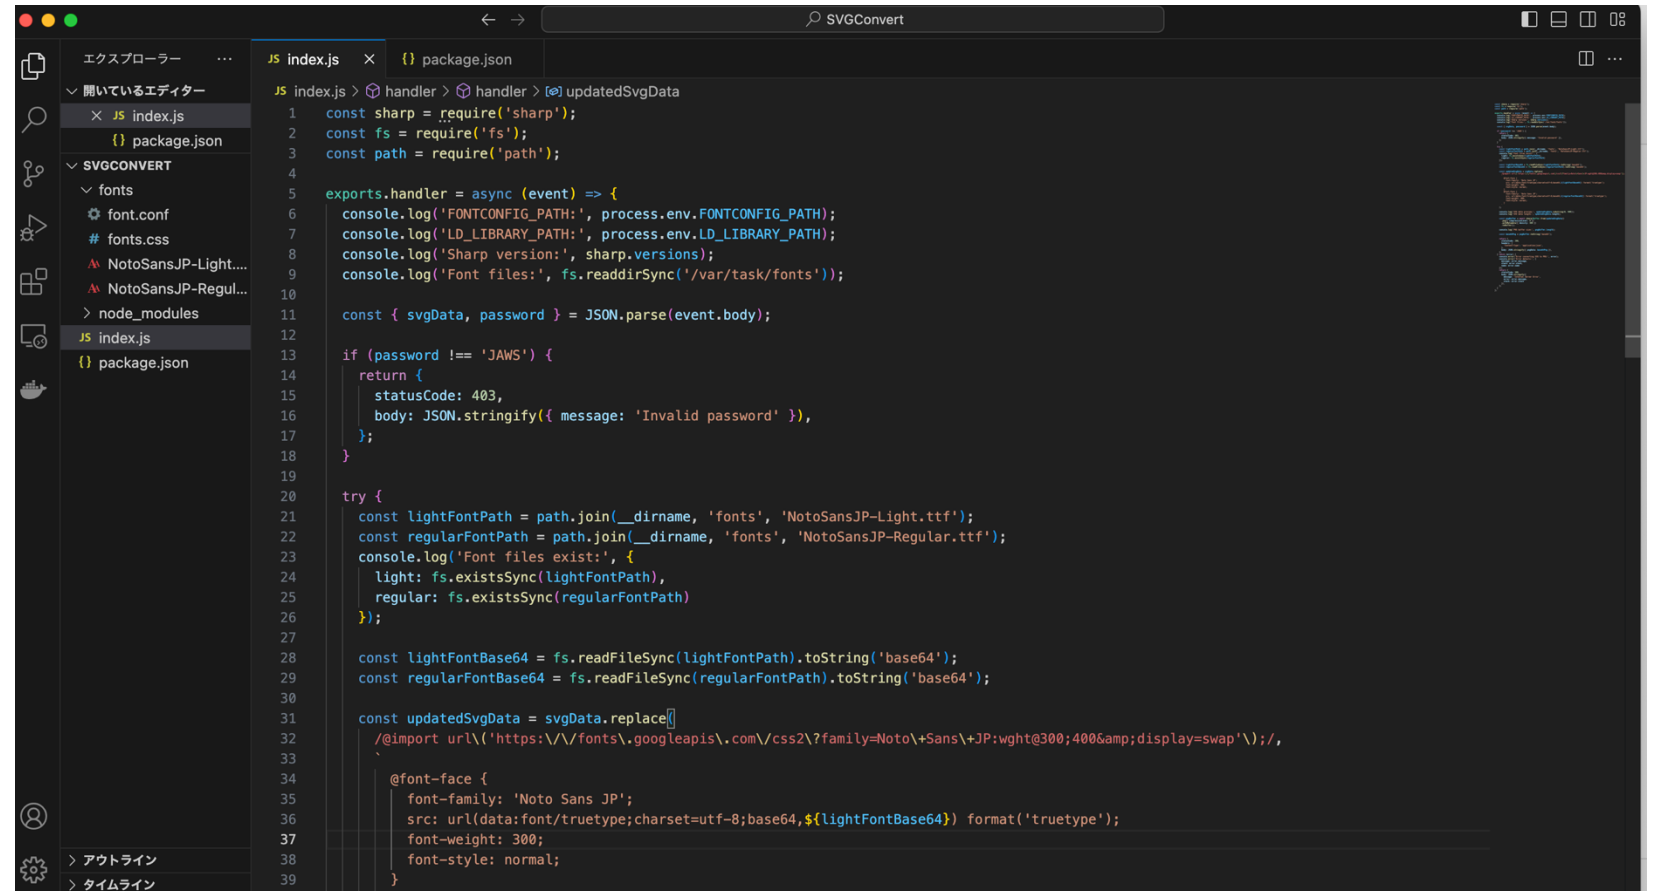 SVGConvert
エクスプローラー ...
開いているエディター
JS index.js
{} package.json
SVGCONVERT
fonts
font.conf
# fonts.css
NotoSansJP-Light....
NotoSansJP-Regul...
node_modules
JS index.js
{} package.json
アウトライン
タイムライン
JS index.js
{} package.json
JS index.js > handler > handler > updatedSvgData
1 const sharp = require('sharp');
2 const fs = require('fs');
3 const path = require('path');
4
5 exports.handler = async (event) => {
6 console.log('FONTCONFIG_PATH:', process.env.FONTCONFIG_PATH);
7 console.log('LD_LIBRARY_PATH:', process.env.LD_LIBRARY_PATH);
8 console.log('Sharp version:', sharp.versions);
9 console.log('Font files:', fs.readdirSync('/var/task/fonts'));
10
11 const { svgData, password } = JSON.parse(event.body);
12
13 if (password !== 'JAWS') {
14 return {
15 statusCode: 403,
16 body: JSON.stringify({ message: 'Invalid password' }),
17 };
18 }
19
20 try {
21 const lightFontPath = path.join(__dirname, 'fonts', 'NotoSansJP-Light.ttf');
22 const regularFontPath = path.join(__dirname, 'fonts', 'NotoSansJP-Regular.ttf');
23 console.log('Font files exist:', {
24 light: fs.existsSync(lightFontPath),
25 regular: fs.existsSync(regularFontPath)
26 });
27
28 const lightFontBase64 = fs.readFileSync(lightFontPath).toString('base64');
29 const regularFontBase64 = fs.readFileSync(regularFontPath).toString('base64');
30
31 const updatedSvgData = svgData.replace(
32 /@import url\('https:\/\/fonts\.googleapis\.com\/css2\?family=Noto\+Sans\+JP:wght@300;400&amp;display=swap'\);/,
33 `
34 @font-face {
35 font-family: 'Noto Sans JP';
36 src: url(data:font/truetype;charset=utf-8;base64,${lightFontBase64}) format('truetype');
37 font-weight: 300;
38 font-style: normal;
39 }